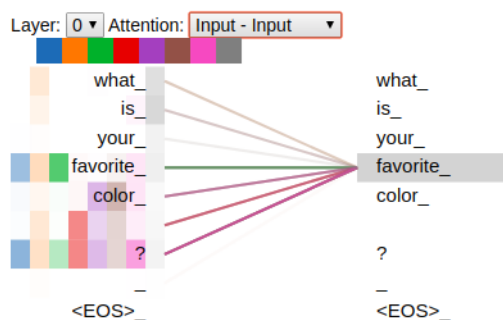 Layer: 0 Attention: Input - Input
what_ what_
is_ is_
your_ your_
favorite_ favorite_
color_ color_
? ?
_ _
<EOS>_ <EOS>_